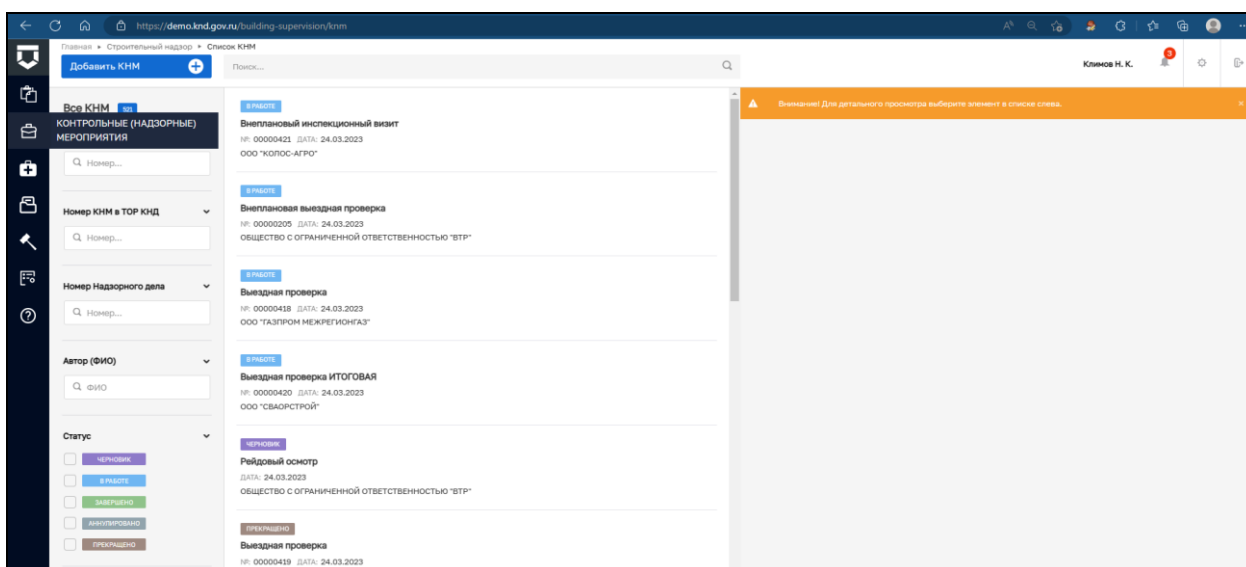 https://demo.knd.gov.ru/building-supervision/knm
Главная • Строительный надзор • Список КНМ
Добавить КНМ
Поиск...
Климов Н. К.
3
Все КНМ 521
КОНТРОЛЬНЫЕ (НАДЗОРНЫЕ)
МЕРОПРИЯТИЯ
Номер...
Номер КНМ в ТОР КНД
Номер...
Номер Надзорного дела
Номер...
Автор (ФИО)
ФИО
Статус
ЧЕРНОВИК
В РАБОТЕ
ЗАВЕРШЕНО
АННУЛИРОВАНО
ПРЕКРАЩЕНО
В РАБОТЕ
Внеплановый инспекционный визит
№: 00000421 ДАТА: 24.03.2023
ООО "КОЛОС-АГРО"
В РАБОТЕ
Внеплановая выездная проверка
№: 00000205 ДАТА: 24.03.2023
ОБЩЕСТВО С ОГРАНИЧЕННОЙ ОТВЕТСТВЕННОСТЬЮ "ВТР"
В РАБОТЕ
Выездная проверка
№: 00000418 ДАТА: 24.03.2023
ООО "ГАЗПРОМ МЕЖРЕГИОНГАЗ"
В РАБОТЕ
Выездная проверка ИТОГОВАЯ
№: 00000420 ДАТА: 24.03.2023
ООО "СВАОРСТРОЙ"
ЧЕРНОВИК
Рейдовый осмотр
ДАТА: 24.03.2023
ОБЩЕСТВО С ОГРАНИЧЕННОЙ ОТВЕТСТВЕННОСТЬЮ "ВТР"
ПРЕКРАЩЕНО
Выездная проверка
№: 00000419 ДАТА: 24.03.2023
Внимание! Для детального просмотра выберите элемент в списке слева.